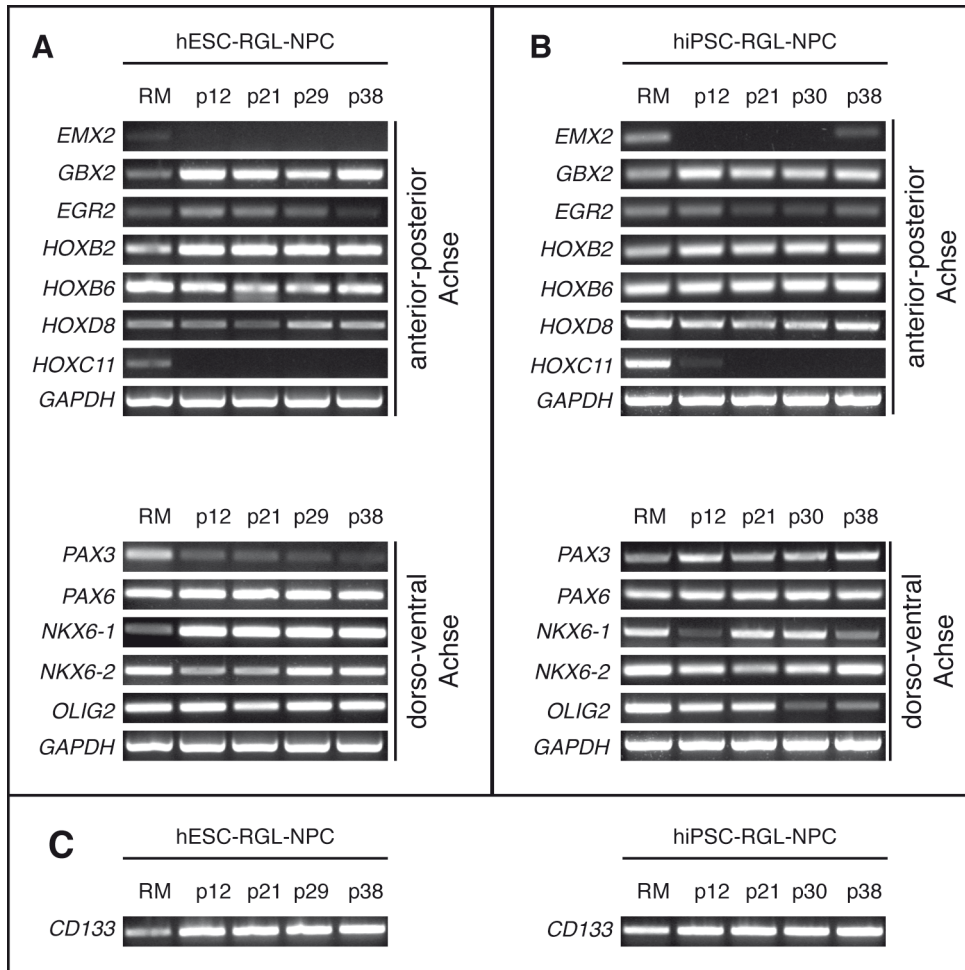 A
hESC-RGL-NPC
RM p12 p21 p29 p38
EMX2
GBX2
EGR2
HOXB2
HOXB6
HOXD8
HOXC11
GAPDH
anterior-posterior
Achse
RM p12 p21 p29 p38
PAX3
PAX6
NKX6-1
NKX6-2
OLIG2
GAPDH
dorso-ventral
Achse
B
hiPSC-RGL-NPC
RM p12 p21 p30 p38
EMX2
GBX2
EGR2
HOXB2
HOXB6
HOXD8
HOXC11
GAPDH
anterior-posterior
Achse
RM p12 p21 p30 p38
PAX3
PAX6
NKX6-1
NKX6-2
OLIG2
GAPDH
dorso-ventral
Achse
C
hESC-RGL-NPC
RM p12 p21 p29 p38
CD133
hiPSC-RGL-NPC
RM p12 p21 p30 p38
CD133